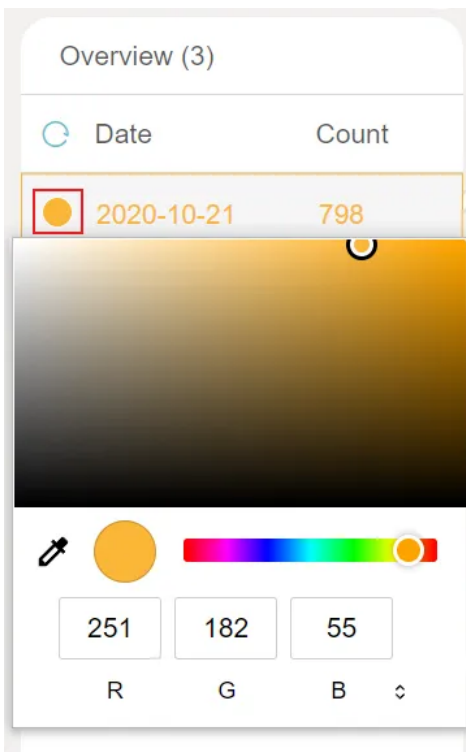 Overview (3)
Date Count
2020-10-21 798
251 182 55
R G B